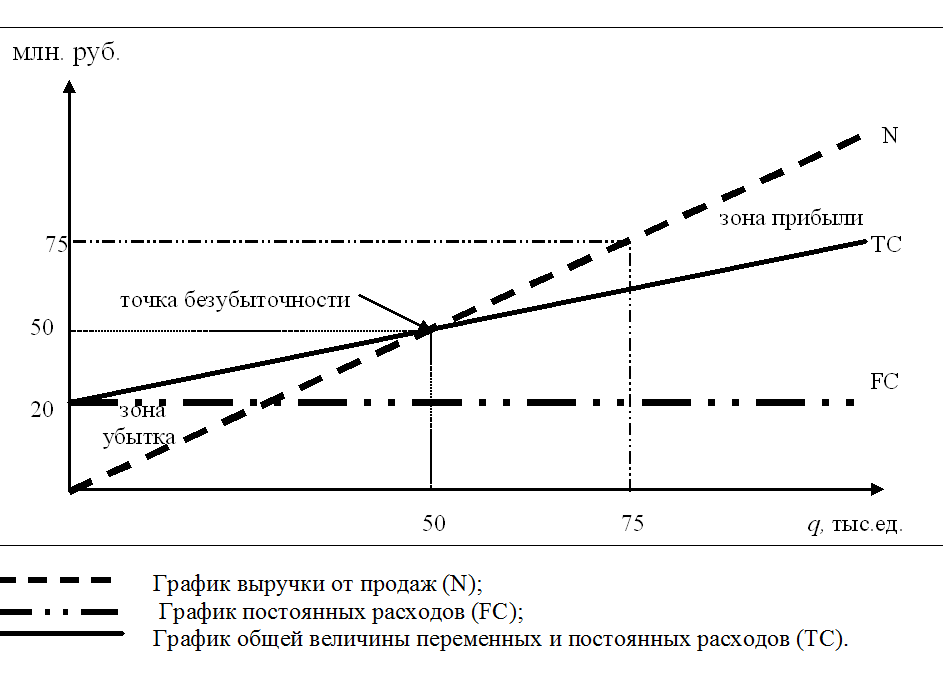 млн. руб.
N
зона прибыли
75
TC
точка безубыточности
50
FC
20
зона
убытка
50
75
q, тыс.ед.
График выручки от продаж (N);
График постоянных расходов (FC);
График общей величины переменных и постоянных расходов (TC).